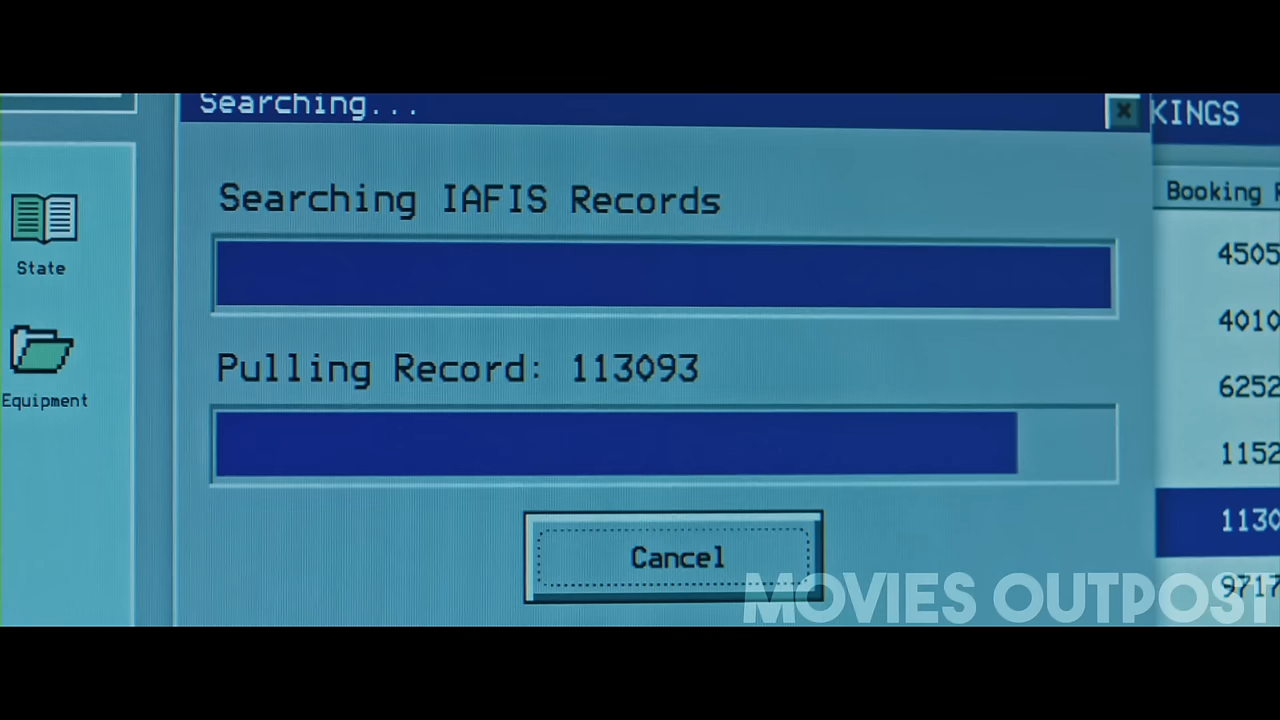 Searching...
KINGS
Searching IAFIS Records
Booking
State
4505
4010
Pulling Record: 113093
6252
Equipment
1152
1130
Cancel
9717
MOVIES OUTPOST